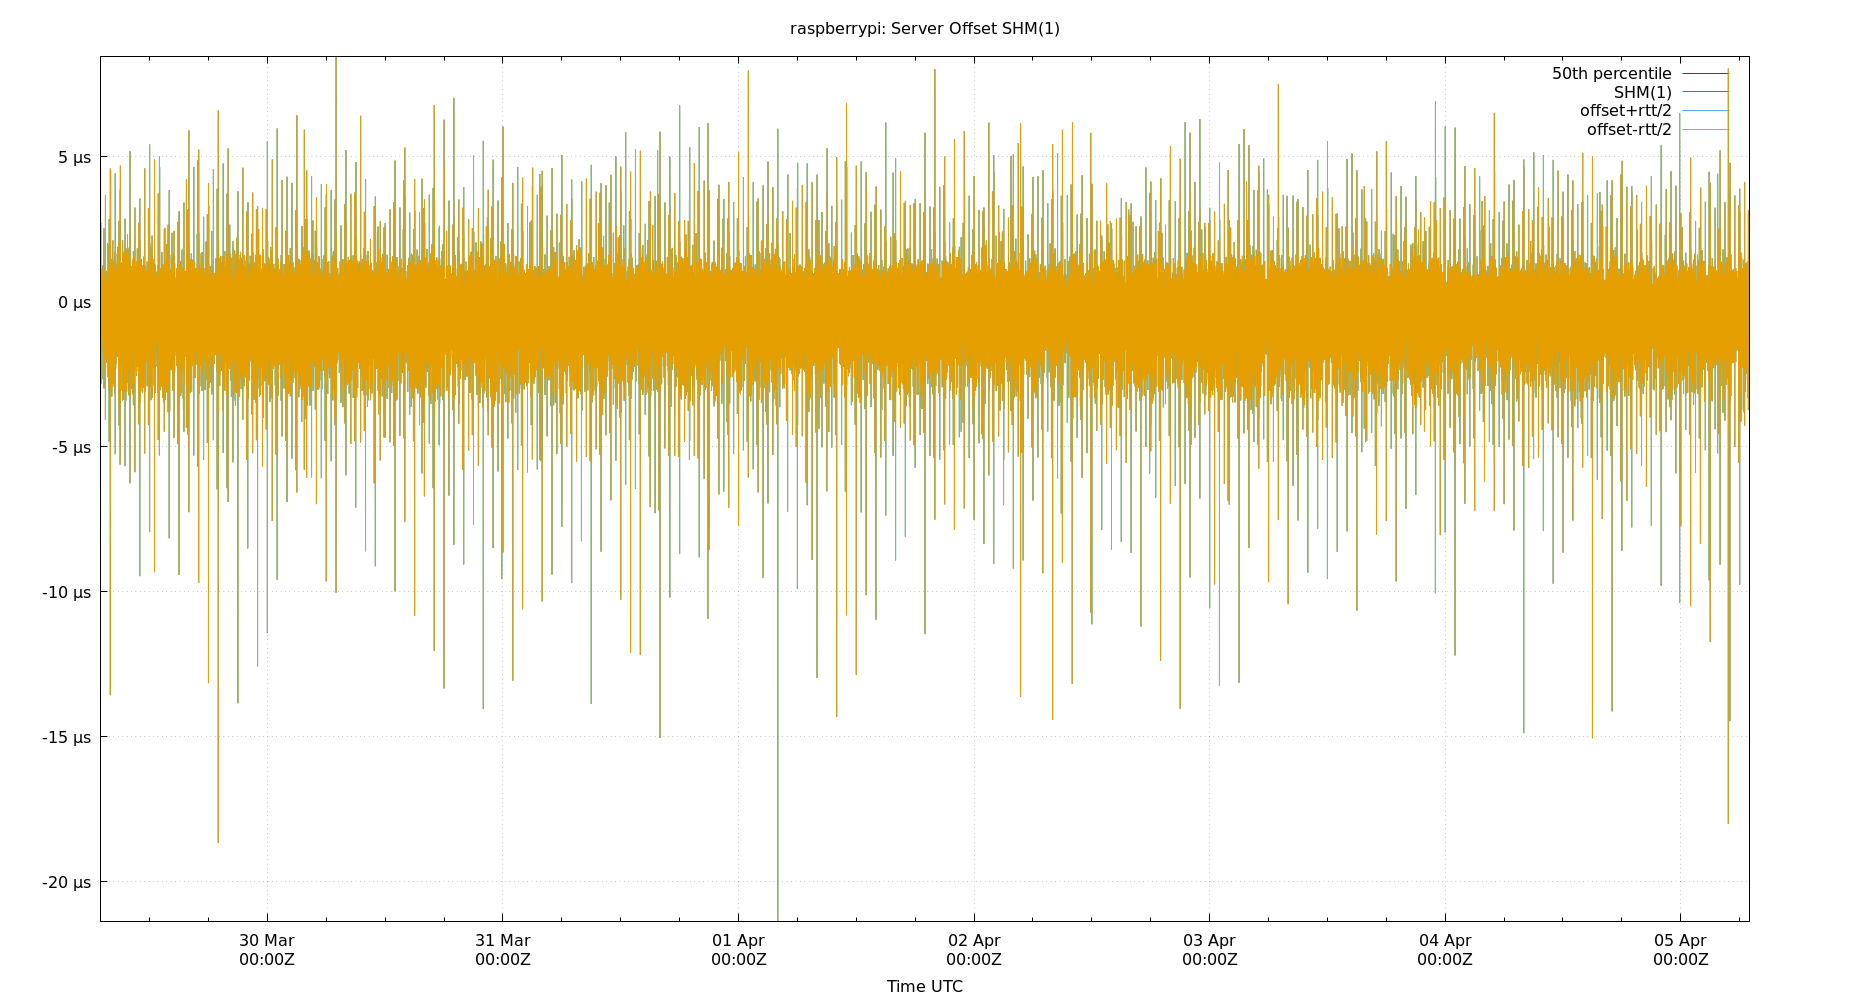 raspberrypi: Server Offset SHM(1)
50th percentile
SHM(1)
offset+rtt/2
offset-rtt/2
5 µs
0 µs
-5 µs
-10 µs
-15 µs
-20 µs
30 Mar 31 Mar 01 Apr 02 Apr 03 Apr 04 Apr 05 Apr
00:00Z 00:00Z 00:00Z 00:00Z 00:00Z 00:00Z 00:00Z
Time UTC